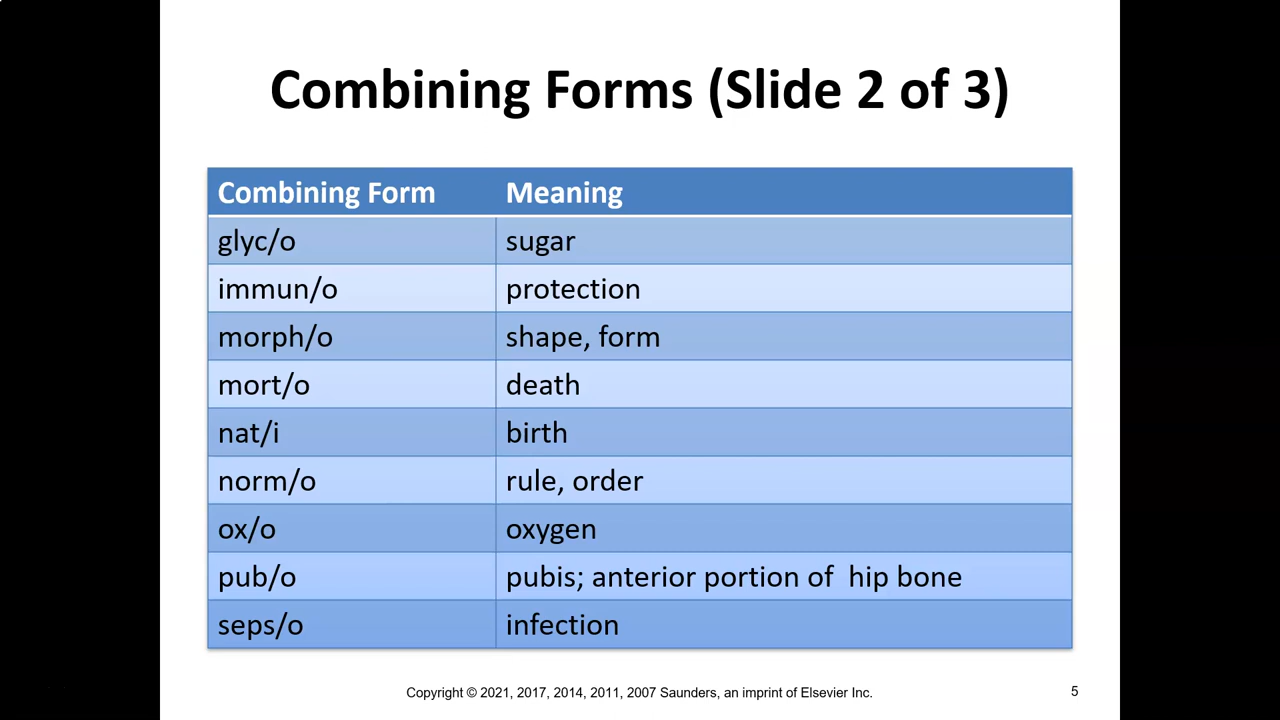 Combining Forms (Slide 2 of 3)
Combining Form Meaning
glyc/o sugar
immun/o protection
morph/o shape, form
mort/o death
nat/i birth
norm/o rule, order
ox/o oxygen
pub/o pubis; anterior portion of hip bone
seps/o infection
Copyright © 2021, 2017, 2014, 2011, 2007 Saunders, an imprint of Elsevier Inc. 5